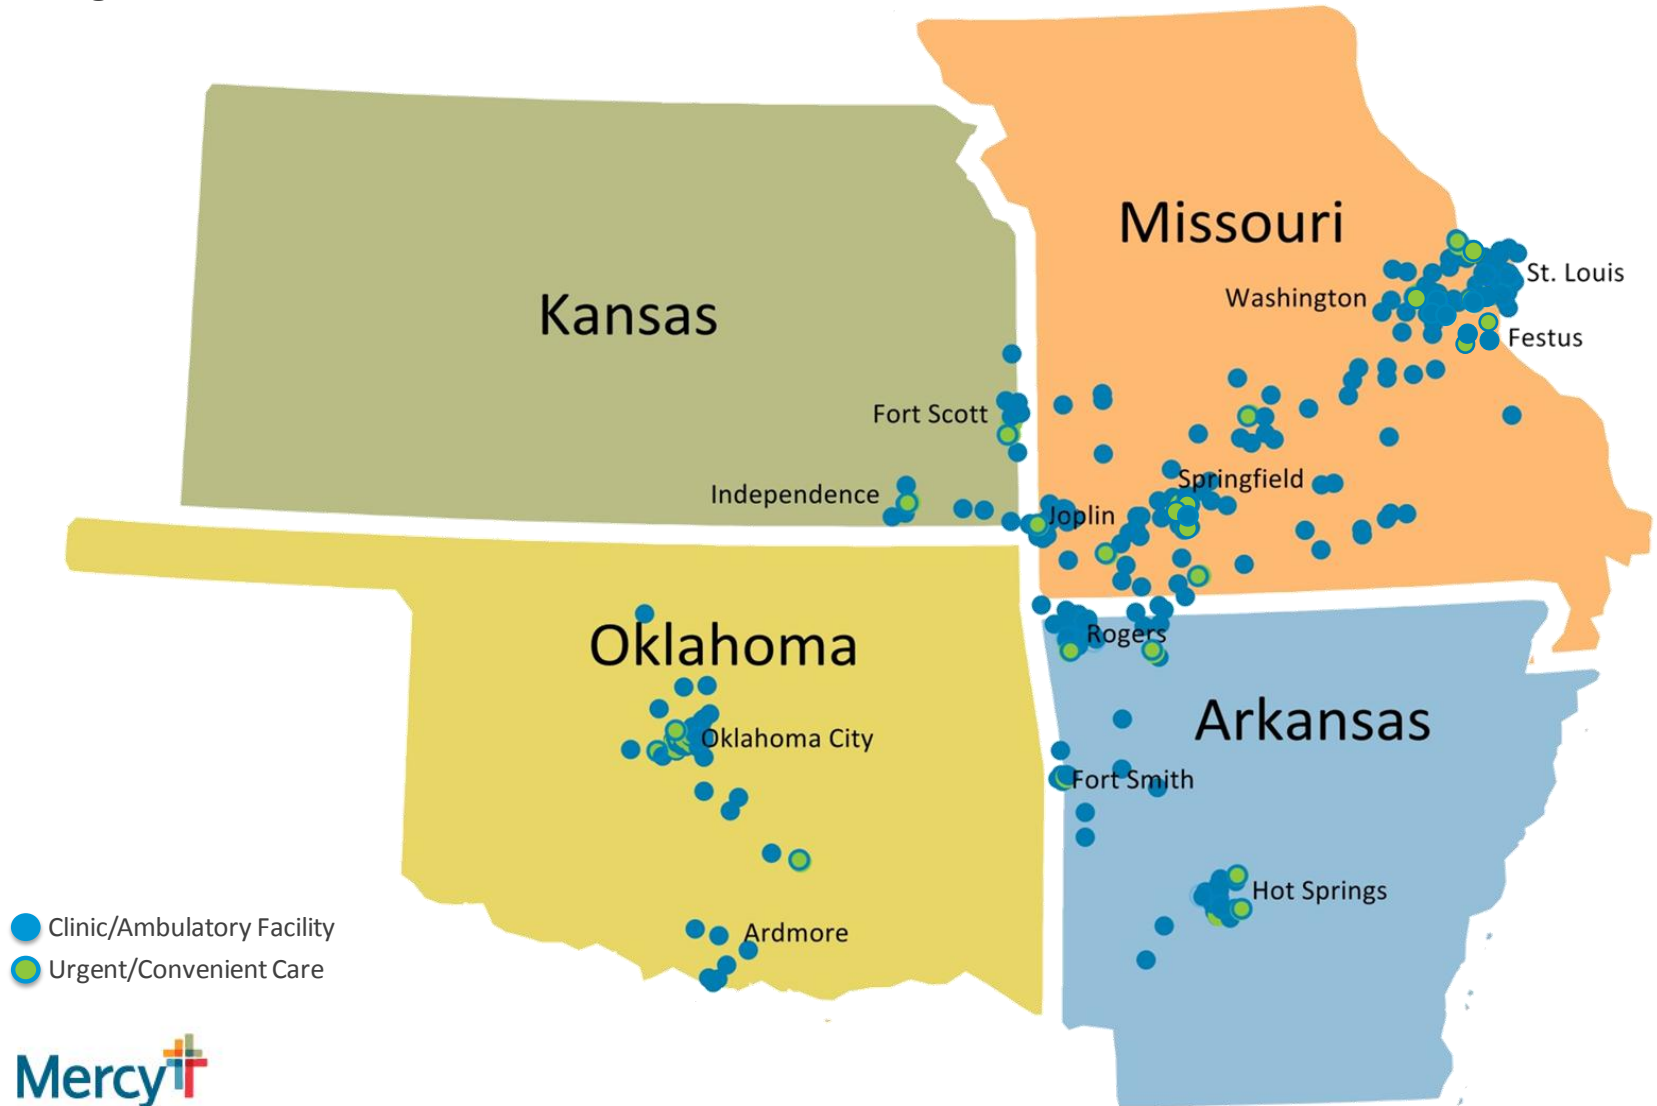 Missouri
St. Louis
Washington
Kansas
Festus
Fort Scott
Springfield
Independence
Joplin
Rogers
Oklahoma
Arkansas
Oklahoma City
Fort Smith
Hot Springs
Ardmore
Clinic/Ambulatory Facility
Urgent/Convenient Care
Mercy